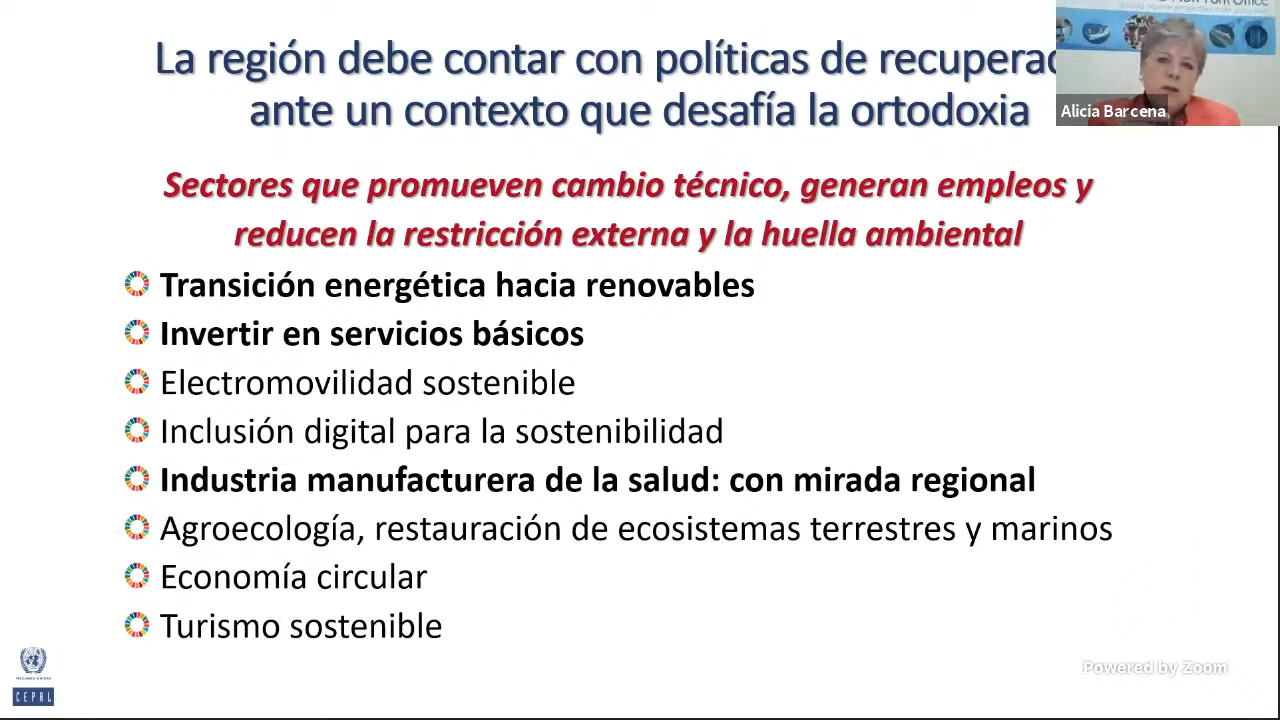 La región debe contar con políticas de
ante un contexto que desafía la ortodoxia
Alicia Barcena
Sectores que promueven cambio técnico, generan empleos y
reducen la restricción externa y la huella ambiental
Transición energética hacia renovables
Invertir en servicios básicos
Electromovilidad sostenible
Inclusión digital para la sostenibilidad
Industria manufacturera de la salud: con mirada regional
Agroecología, restauración de ecosistemas terrestres y marinos
Economía circular
Turismo sostenible
NACIONES UNIDAS
CEPAL
Powered by Zoom